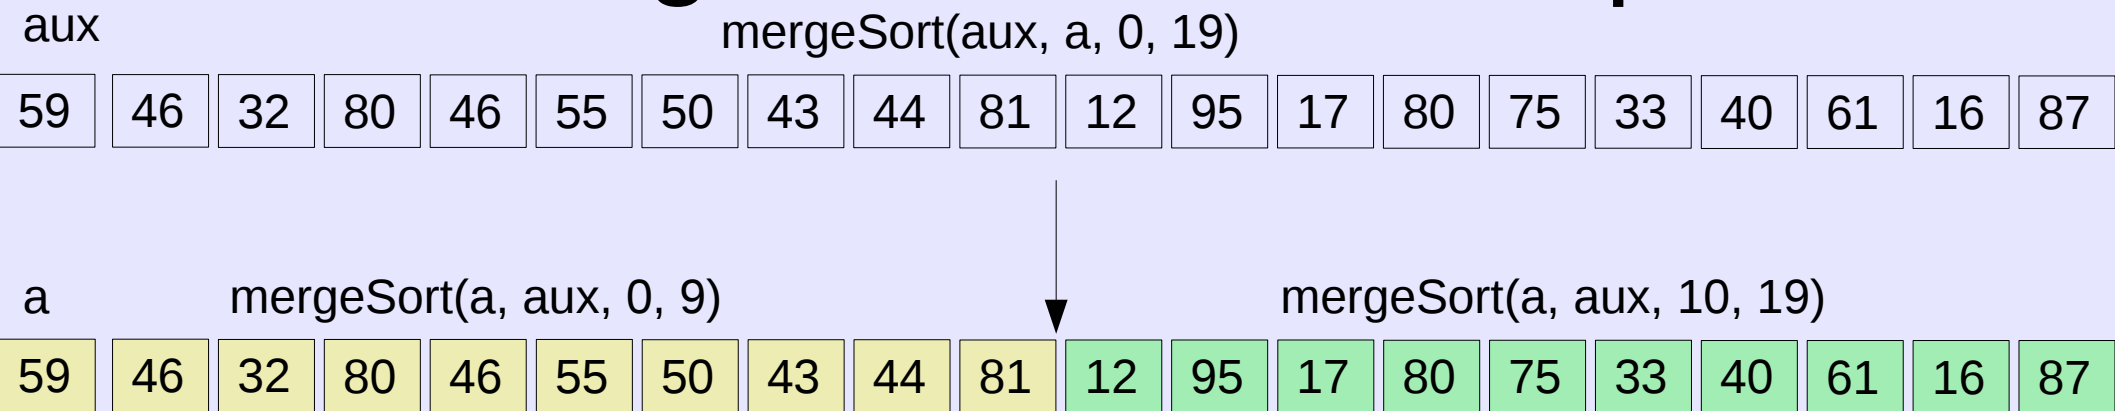 aux
mergeSort(aux, a, 0, 19)
59 46 32 80 46 55 50 43 44 81 12 95 17 80 75 33 40 61 16 87
a
mergeSort(a, aux, 0, 9)
mergeSort(a, aux, 10, 19)
59 46 32 80 46 55 50 43 44 81 12 95 17 80 75 33 40 61 16 87